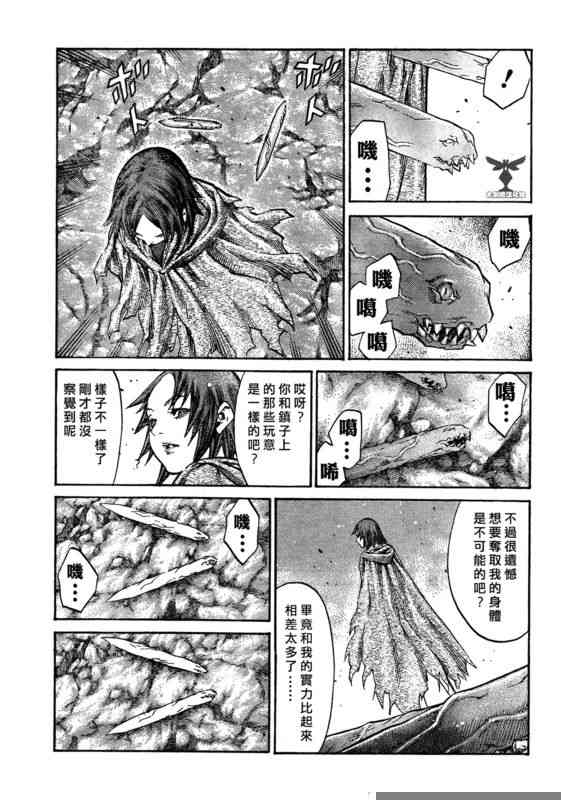 ！
嘰…
嘰
嘰
噶
噶
ボト
ボト
哎呀？
你和鎮子上
的那些玩意
是一樣的吧？
樣子不一樣了
剛才都沒
察覺到呢
噶…
噶…
唏
不過很遺憾
想要奪取我的身體
是不可能的吧？
畢竟和我的實力比起來
相差太多了……
嘰…
嘰…